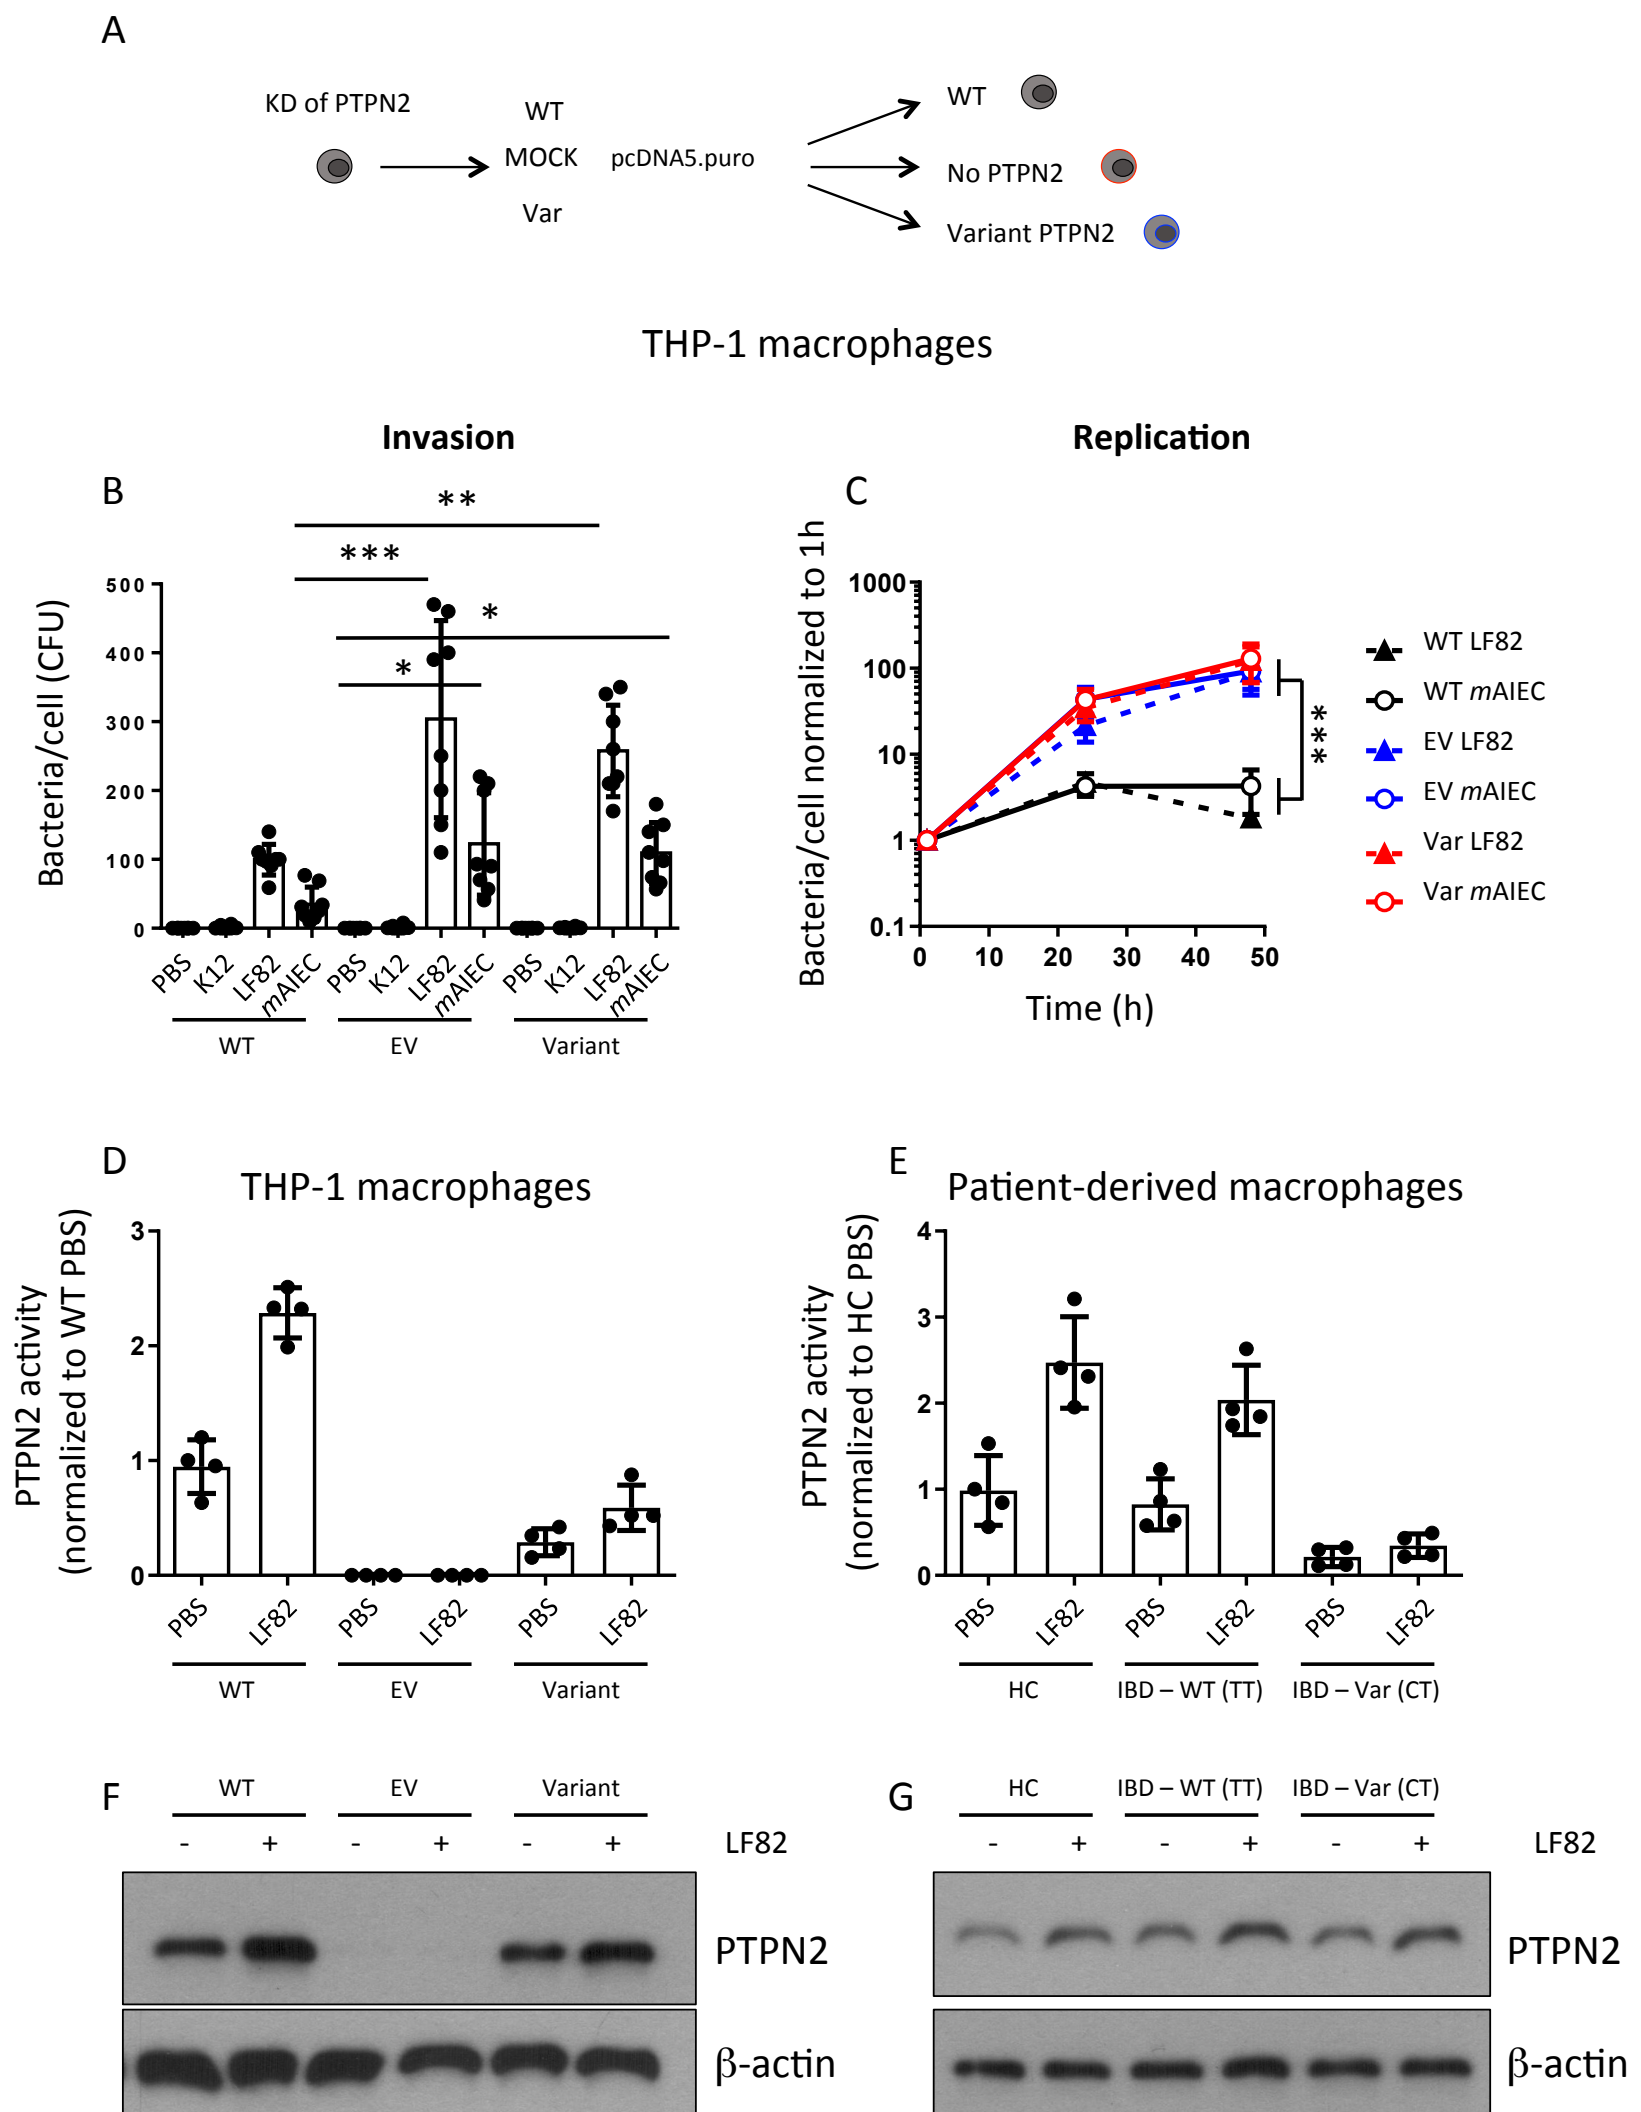 A
KD of PTPN2
WT
MOCK
Var
pcDNA5.puro
WT
No PTPN2
Variant PTPN2
THP-1 macrophages
Invasion
Replication
B
**
***
*
*
Bacteria/cell (CFU)
500
400
300
200
100
0
PBS K12 LF82 mAIEC PBS K12 LF82 mAIEC PBS K12 LF82 mAIEC
WT EV Variant
C
Bacteria/cell normalized to 1h
1000
100
10
1
0.1
0 10 20 30 40 50
Time (h)
***
WT LF82
WT mAIEC
EV LF82
EV mAIEC
Var LF82
Var mAIEC
D
THP-1 macrophages
PTPN2 activity
(normalized to WT PBS)
3
2
1
0
PBS LF82 PBS LF82 PBS LF82
WT EV Variant
E
Patient-derived macrophages
PTPN2 activity
(normalized to HC PBS)
4
3
2
1
0
PBS LF82 PBS LF82 PBS LF82
HC IBD – WT (TT) IBD – Var (CT)
F
WT EV Variant
- + - + - + LF82
PTPN2
β-actin
G
HC IBD – WT (TT) IBD – Var (CT)
- + - + - + LF82
PTPN2
β-actin